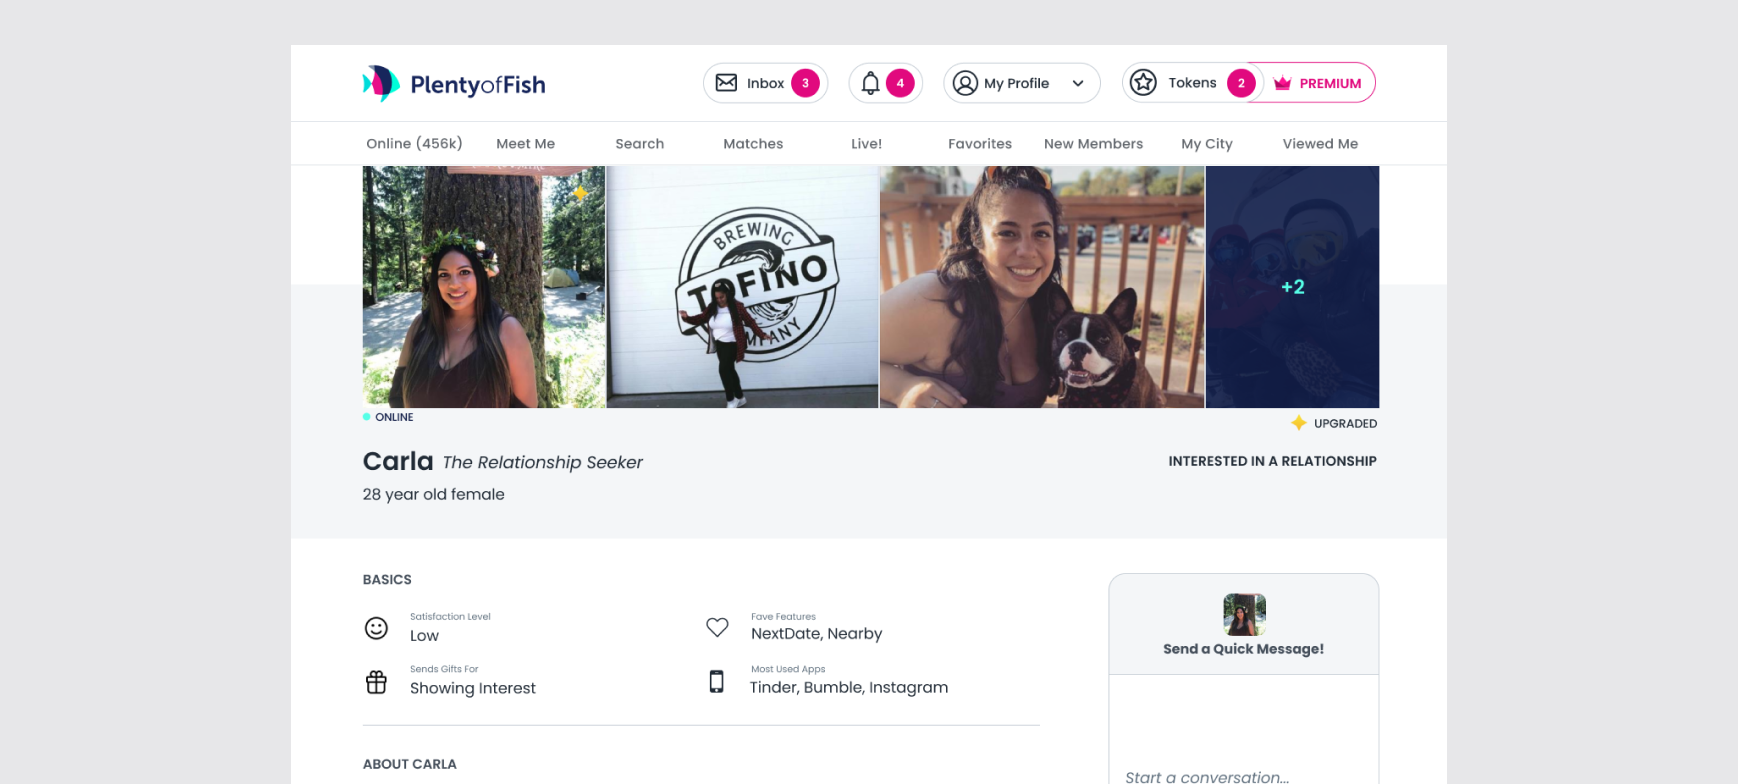 PlentyofFish
Inbox 3
4
My Profile
Tokens 2
PREMIUM
Online (456k) Meet Me Search Matches Live! Favorites New Members My City Viewed Me
BREWING
TOFINO
MPANY
+2
ONLINE
UPGRADED
Carla The Relationship Seeker
INTERESTED IN A RELATIONSHIP
28 year old female
BASICS
Satisfaction Level
Low
Fave Features
NextDate, Nearby
Sends Gifts For
Showing Interest
Most Used Apps
Tinder, Bumble, Instagram
Send a Quick Message!
ABOUT CARLA
Start a conversation...